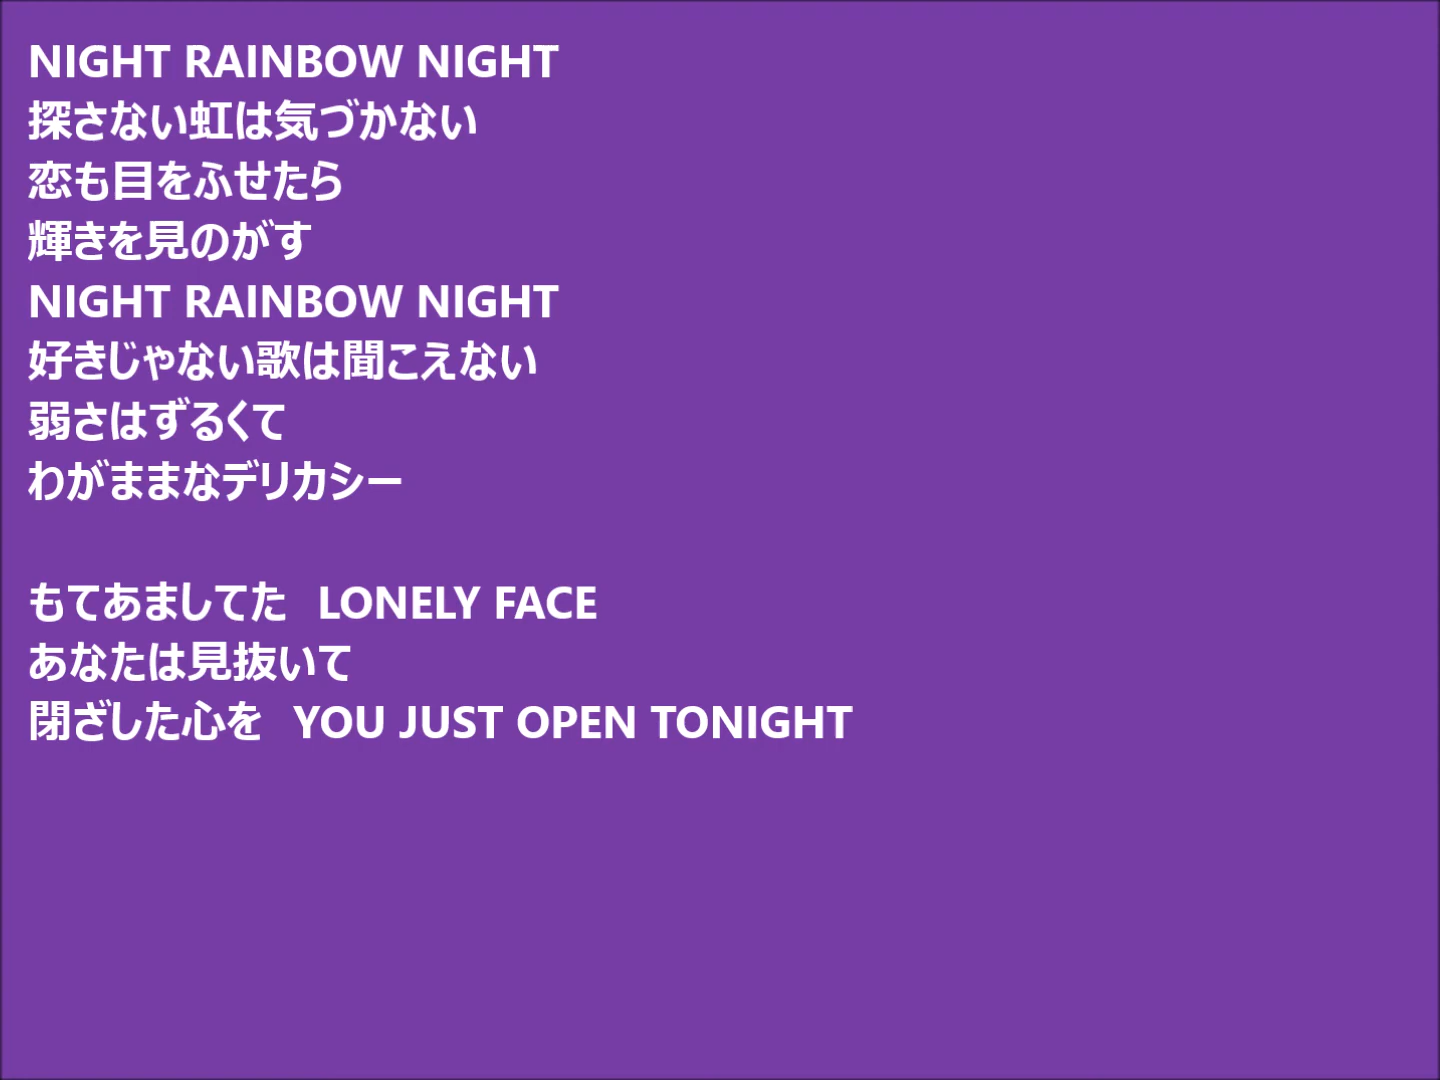 NIGHT RAINBOW NIGHT
探さない虹は気づかない
恋も目をふせたら
輝きを見のがす
NIGHT RAINBOW NIGHT
好きじゃない歌は聞こえない
弱さはずるくて
わがままなデリカシー
もてあましてた　LONELY FACE
あなたは見抜いて
閉ざした心を　YOU JUST OPEN TONIGHT